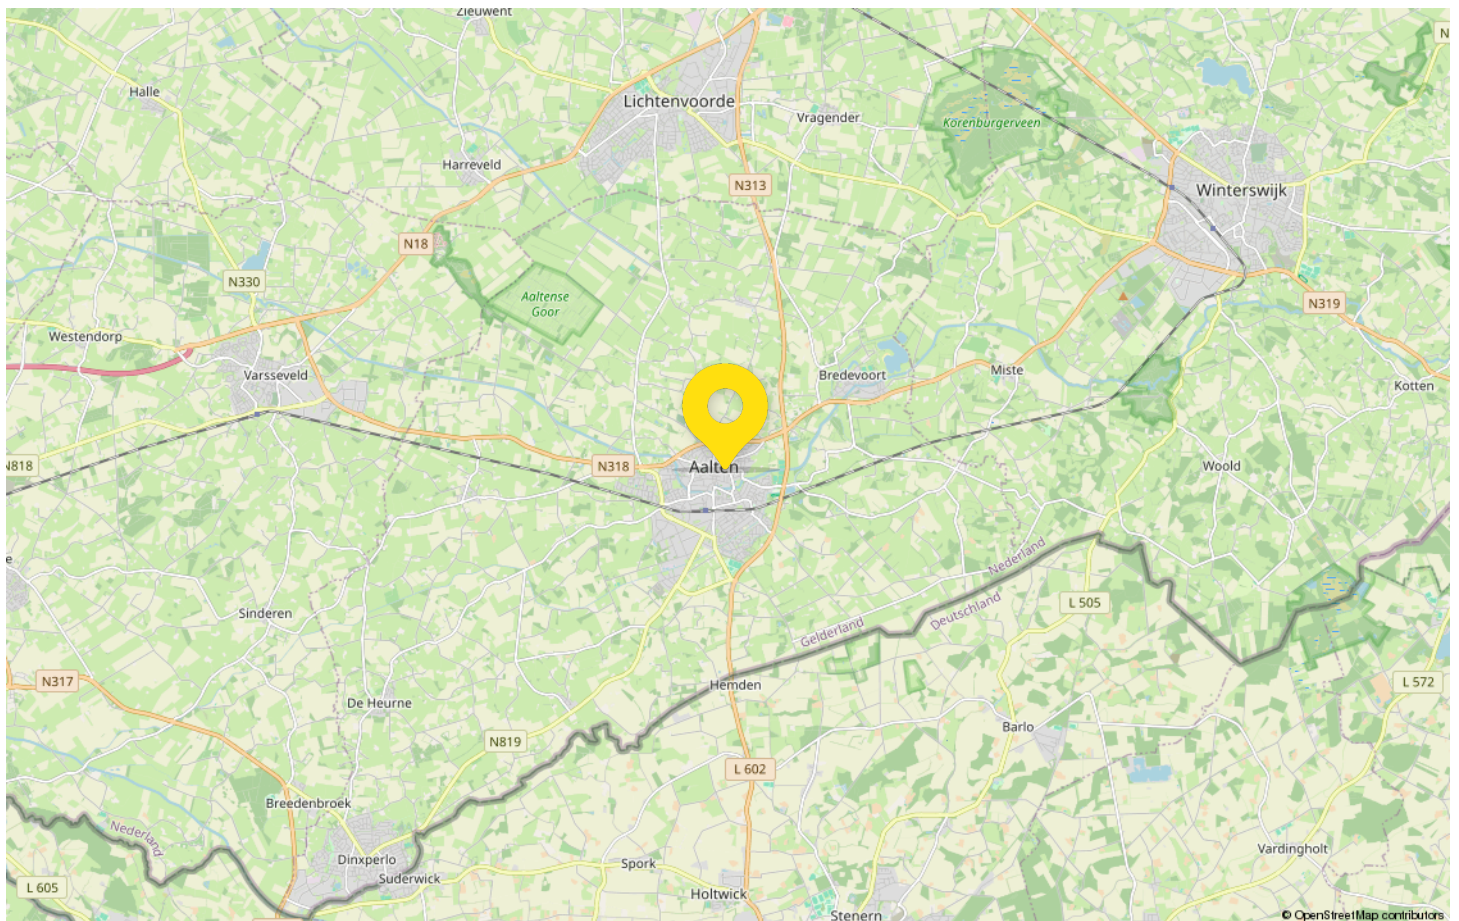 Zieuwent
Halle
Lichtenvoorde
Vragender
Korenburgerveen
N
Harreveld
N313
Winterswijk
N18
N330
Aaltense
Goor
N319
Westendorp
Varsseveld
Bredevoort
Miste
Kotten
N818
N318
Aalten
Woold
e
Nederland
Sinderen
L 505
Gelderland
Deutschland
N317
Hemden
L 572
De Heurne
Barlo
N819
L 602
Breedenbroek
Nederland
Dinxperlo
Suderwick
Spork
Vardingholt
L 605
Holtwick
Stenern
© OpenStreetMap contributors